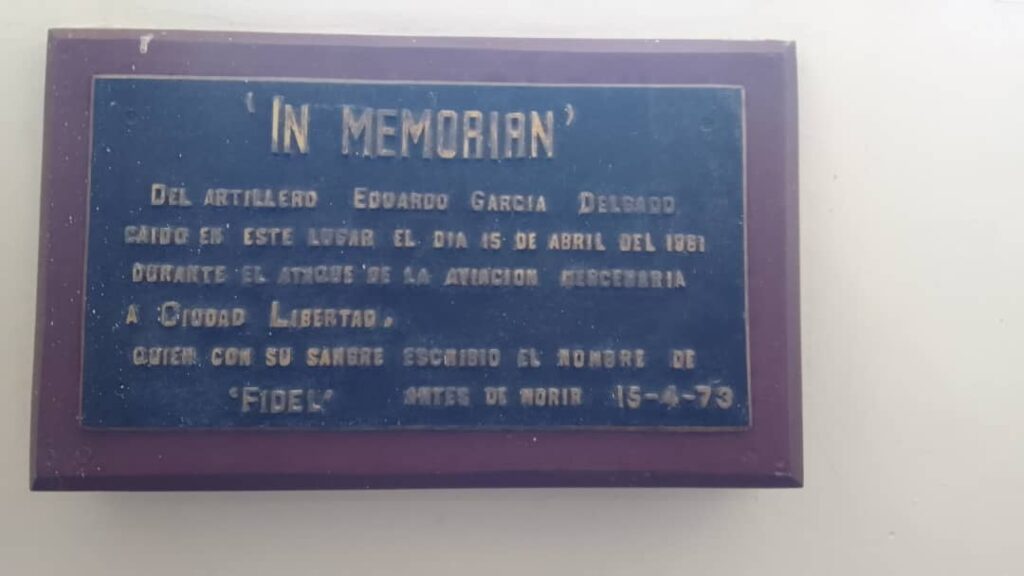 'IN MEMORIAN'
DEL ARTILLERO EDUARDO GARCIA DELGADO
CAIDO EN ESTE LUGAR EL DIA 15 DE ABRIL DEL 1961
DURANTE EL ATAQUE DE LA AVIACION MERCENARIA
A CIUDAD LIBERTAD.
QUIEN CON SU SANGRE ESCRIBIO EL NOMBRE DE
'FIDEL' ANTES DE MORIR 15-4-73